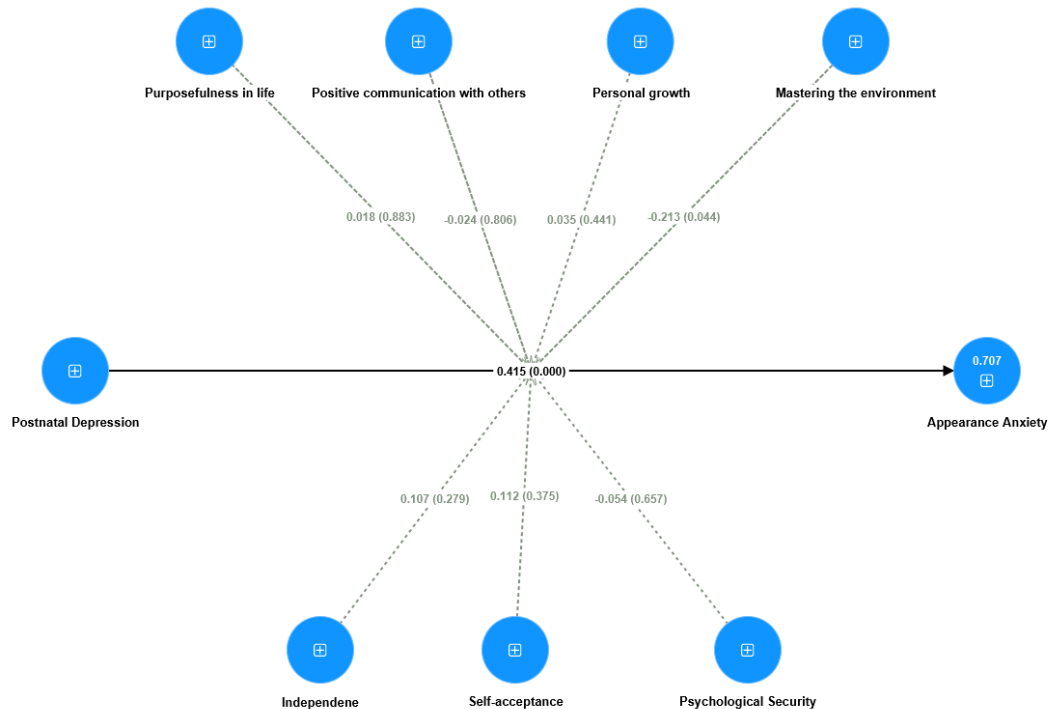 Purposefulness in life
Positive communication with others
Personal growth
Mastering the environment
0.018 (0.883)
-0.024 (0.806)
0.035 (0.441)
-0.213 (0.044)
0.707
0.415 (0.000)
Postnatal Depression
Appearance Anxiety
0.107 (0.279)
0.112 (0.375)
-0.054 (0.657)
Independene
Self-acceptance
Psychological Security